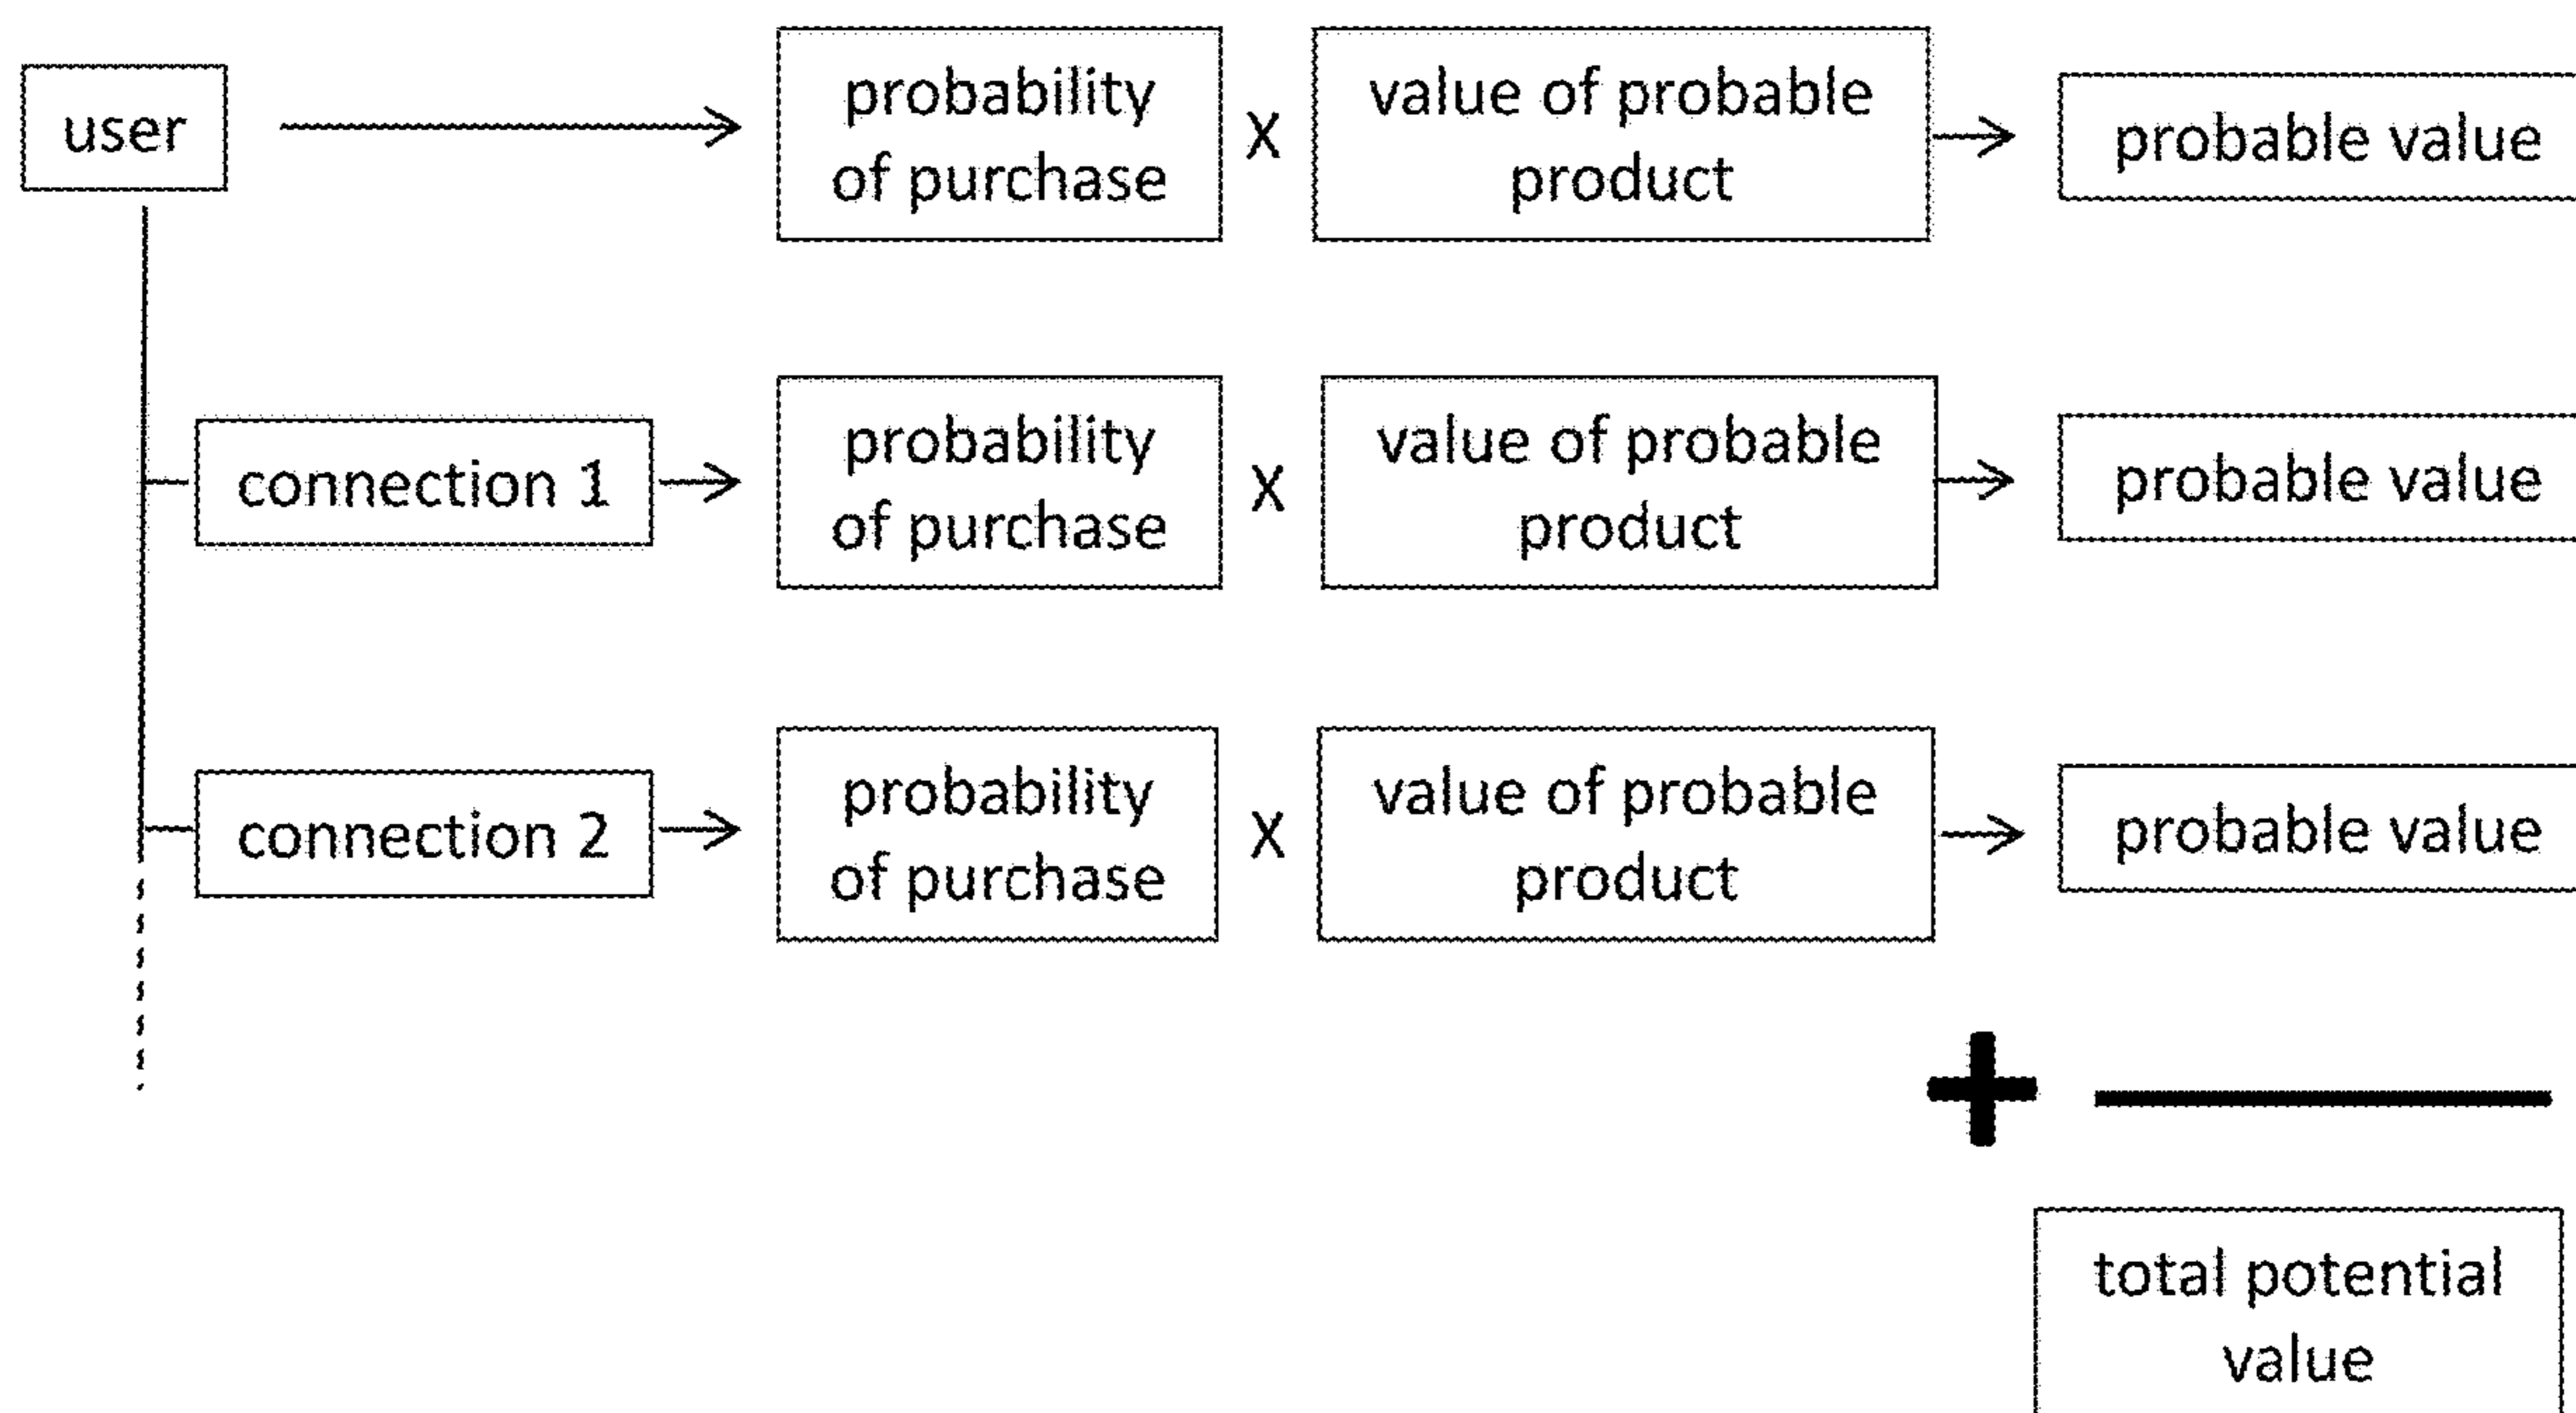 user
probability
of purchase
X
value of probable
product
probable value
connection 1
probability
of purchase
X
value of probable
product
probable value
connection 2
probability
of purchase
X
value of probable
product
probable value
+
total potential
value